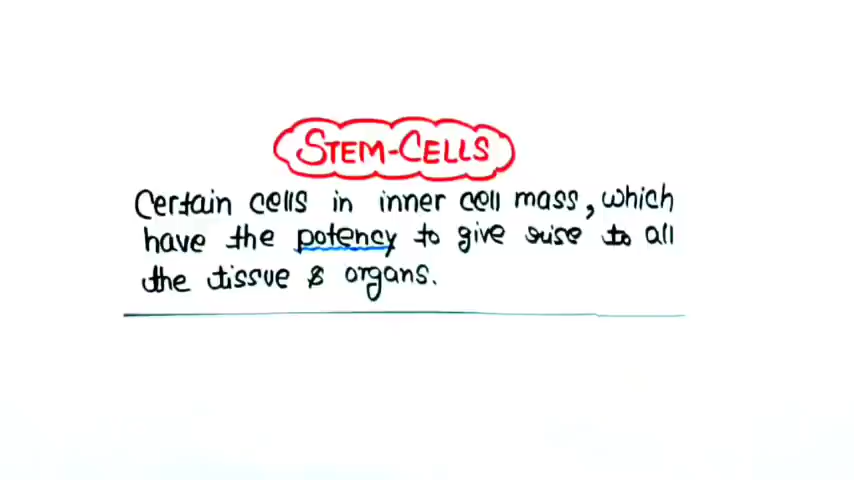 STEM-CELLS
Certain cells in inner cell mass, which
have the potency to give rise to all
the tissue & organs.